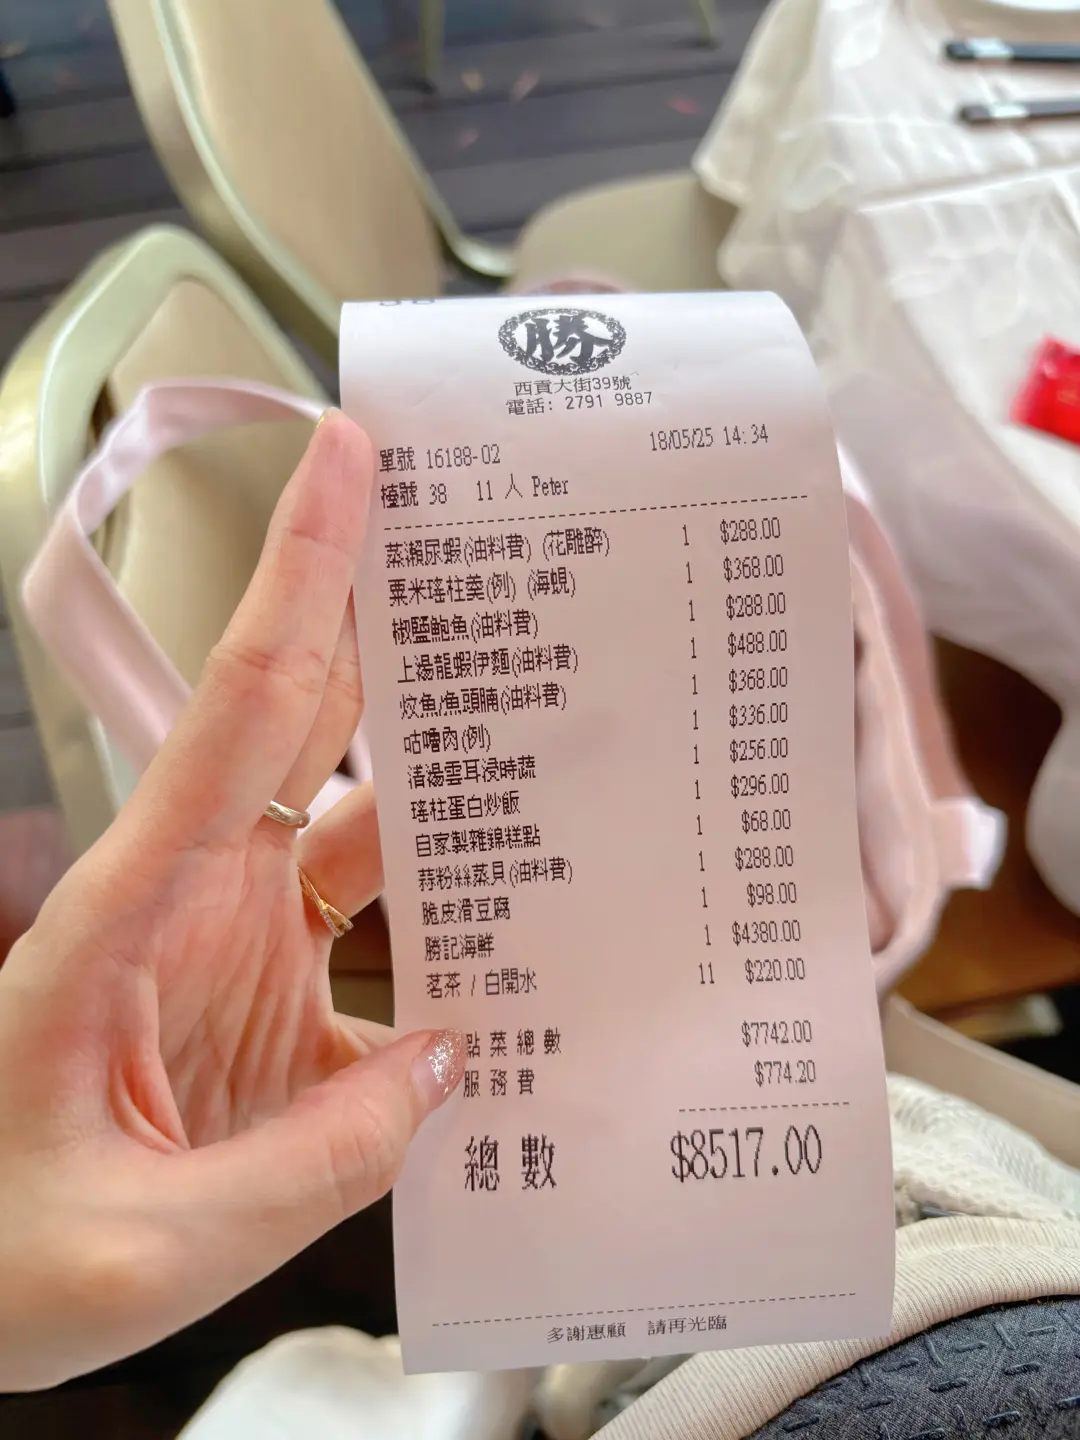 勝
西貢大街39號
電話: 2791 9887
單號 16188-02 18/05/25 14:34
檯號 38 11 人 Peter
蒸瀨尿蝦(油料費) (花雕醉) 1 $288.00
粟米瑤柱羮(例) (海蜆) 1 $368.00
椒鹽鮑魚(油料費) 1 $288.00
上湯龍蝦伊麵(油料費) 1 $488.00
炆魚/魚頭腩(油料費) 1 $368.00
咕嚕肉(例) 1 $336.00
清湯雲耳浸時蔬 1 $256.00
瑤柱蛋白炒飯 1 $296.00
自家製雜錦糕點 1 $68.00
蒜粉絲蒸貝(油料費) 1 $288.00
脆皮滑豆腐 1 $98.00
勝記海鮮 1 $4380.00
茗茶 / 白開水 11 $220.00
點菜總數 $7742.00
服務費 $774.20
總數 $8517.00
多謝惠顧 請再光臨